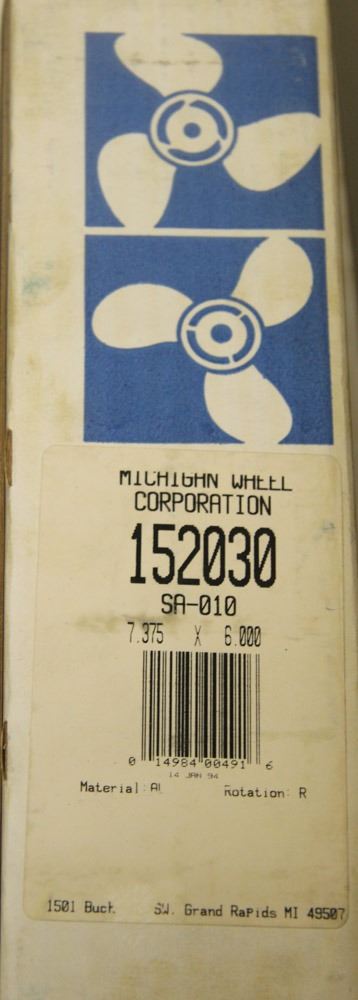 MICHIGAN WHEEL
CORPORATION
152030
SA-010
7.375 X 6.000
0 14984 00491 6
14 JAN 94
Material: AL Rotation: R
1501 SW. Grand Rapids MI 49507